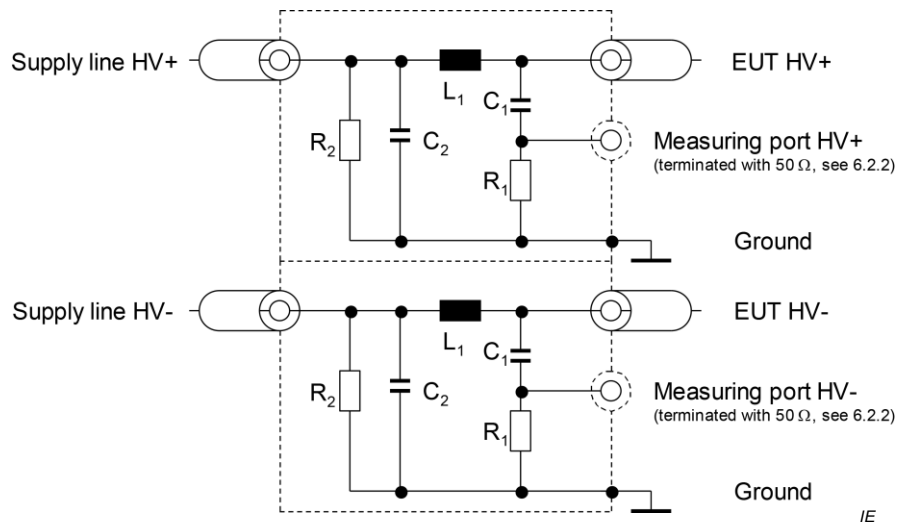 Supply line HV+
EUT HV+
L1
C1
R2
C2
Measuring port HV+
(terminated with 50 Ω, see 6.2.2)
R1
Ground
Supply line HV-
EUT HV-
L1
C1
R2
C2
Measuring port HV-
(terminated with 50 Ω, see 6.2.2)
R1
Ground
IE